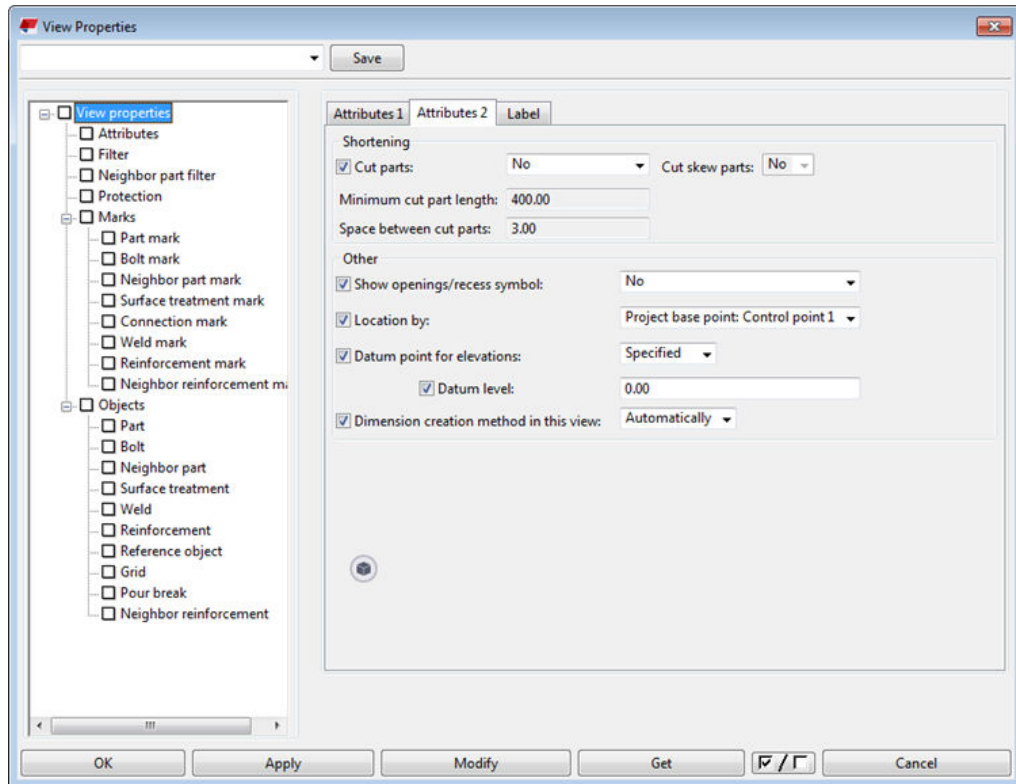 View Properties
Save
View properties
Attributes
Filter
Neighbor part filter
Protection
Marks
Part mark
Bolt mark
Neighbor part mark
Surface treatment mark
Connection mark
Weld mark
Reinforcement mark
Neighbor reinforcement ma
Objects
Part
Bolt
Neighbor part
Surface treatment
Weld
Reinforcement
Reference object
Grid
Pour break
Neighbor reinforcement
Attributes 1 Attributes 2 Label
Shortening
Cut parts: No Cut skew parts: No
Minimum cut part length: 400.00
Space between cut parts: 3.00
Other
Show openings/recess symbol: No
Location by: Project base point: Control point 1
Datum point for elevations: Specified
Datum level: 0.00
Dimension creation method in this view: Automatically
OK Apply Modify Get / Cancel